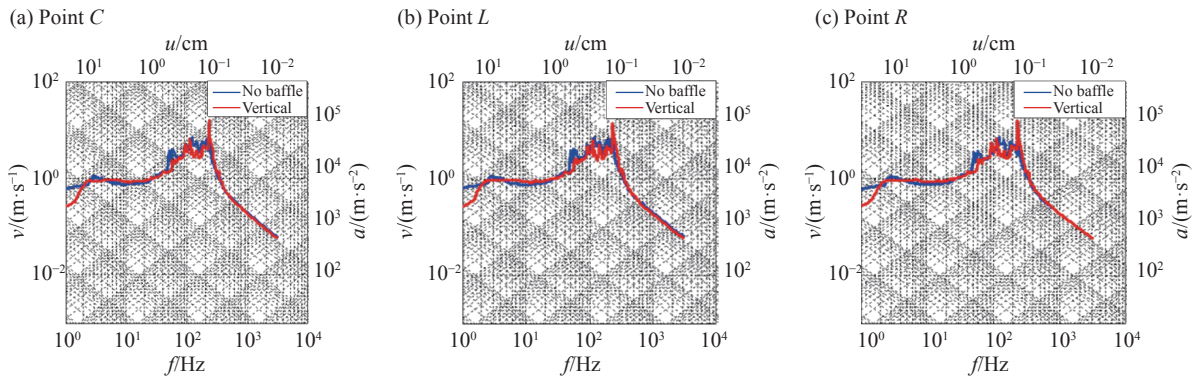 (a) Point C
u/cm
10¹ 10⁰ 10⁻¹ 10⁻²
No baffle
Vertical
10²
10⁰
10⁻²
v/(m·s⁻¹)
10⁵
10⁴
10³
10²
a/(m·s⁻²)
10⁰ 10¹ 10² 10³ 10⁴
f/Hz
(b) Point L
u/cm
10¹ 10⁰ 10⁻¹ 10⁻²
No baffle
Vertical
10²
10⁰
10⁻²
v/(m·s⁻¹)
10⁵
10⁴
10³
10²
a/(m·s⁻²)
10⁰ 10¹ 10² 10³ 10⁴
f/Hz
(c) Point R
u/cm
10¹ 10⁰ 10⁻¹ 10⁻²
No baffle
Vertical
10²
10⁰
10⁻²
v/(m·s⁻¹)
10⁵
10⁴
10³
10²
a/(m·s⁻²)
10⁰ 10¹ 10² 10³ 10⁴
f/Hz